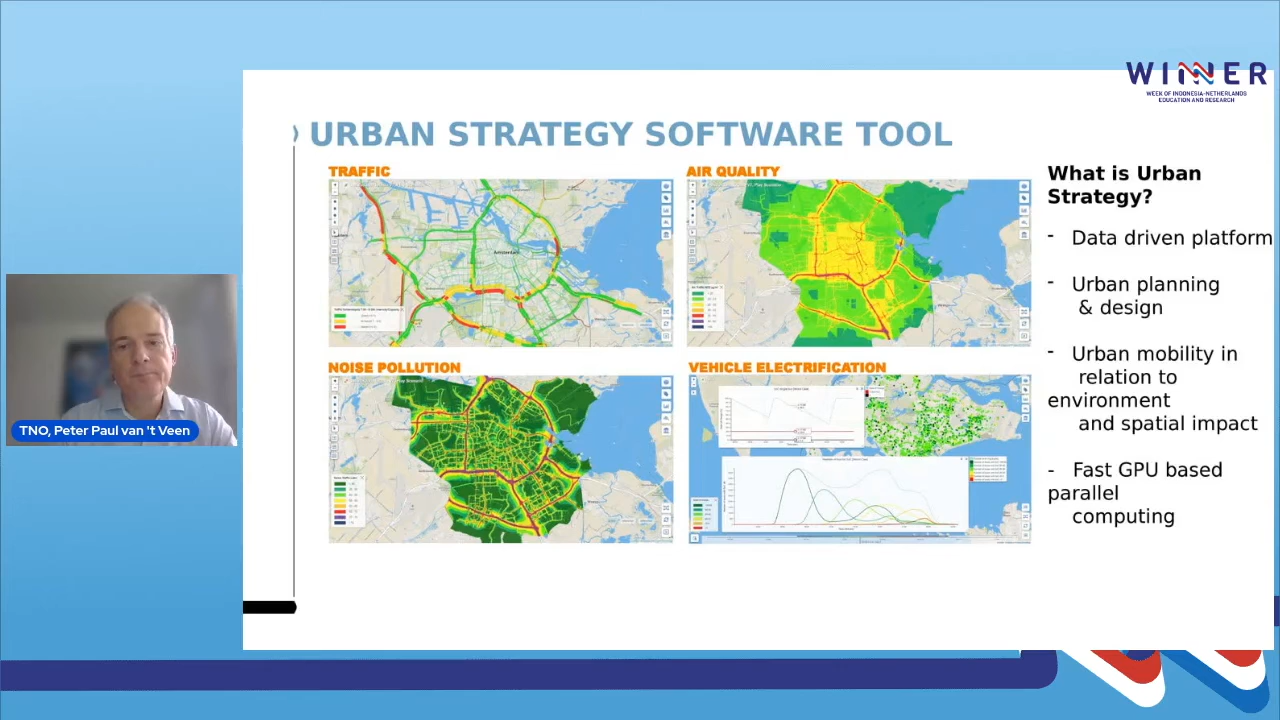 WINNER
WEEK OF INDONESIA-NETHERLANDS
EDUCATION AND RESEARCH
URBAN STRATEGY SOFTWARE TOOL
TRAFFIC
AIR QUALITY
Amsterdam
NOISE POLLUTION
VEHICLE ELECTRIFICATION
What is Urban
Strategy?
- Data driven platform
- Urban planning
& design
- Urban mobility in
relation to
environment
and spatial impact
- Fast GPU based
parallel
computing
TNO, Peter Paul van 't Veen